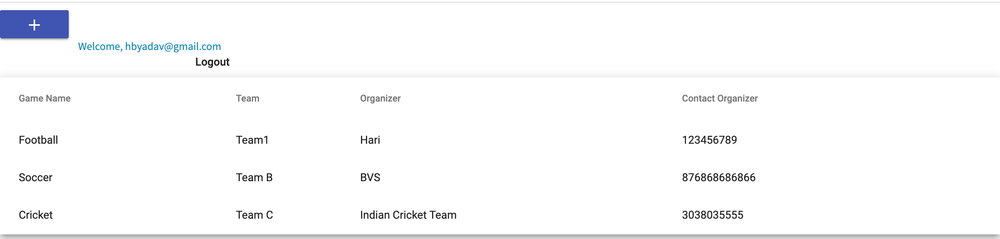 +
Welcome, hbyadav@gmail.com
Logout
Game Name Team Organizer Contact Organizer
Football Team1 Hari 123456789
Soccer Team B BVS 876868686866
Cricket Team C Indian Cricket Team 3038035555